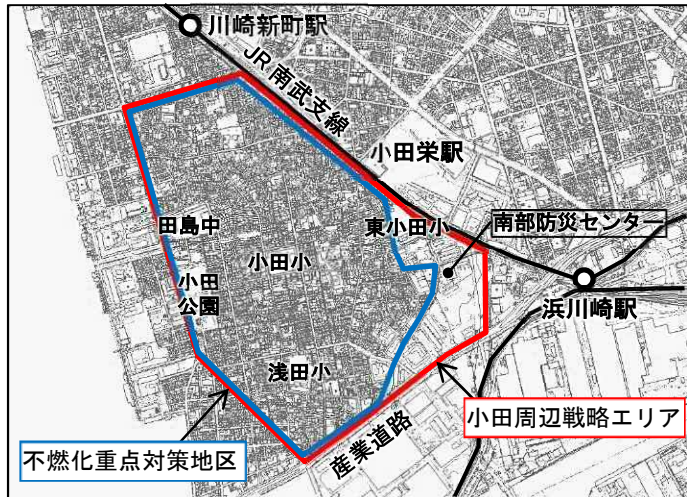 川崎新町駅
JR南武支線
小田栄駅
東小田小
南部防災センター
田島中
小田小
小田
公園
浜川崎駅
浅田小
小田周辺戦略エリア
産業道路
不燃化重点対策地区